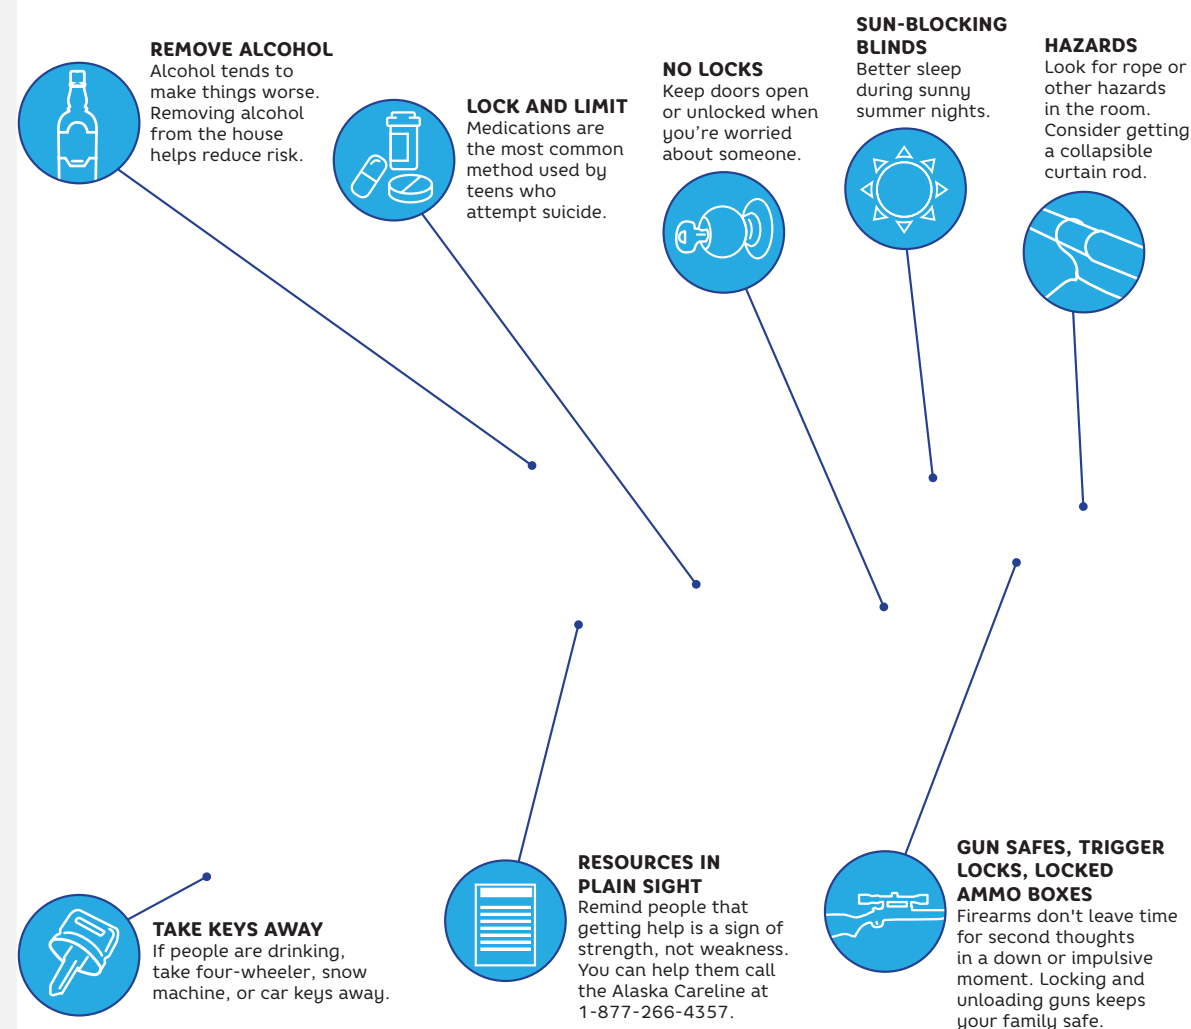 REMOVE ALCOHOL
Alcohol tends to
make things worse.
Removing alcohol
from the house
helps reduce risk.
LOCK AND LIMIT
Medications are
the most common
method used by
teens who
attempt suicide.
NO LOCKS
Keep doors open
or unlocked when
you're worried
about someone.
SUN-BLOCKING
BLINDS
Better sleep
during sunny
summer nights.
HAZARDS
Look for rope or
other hazards
in the room.
Consider getting
a collapsible
curtain rod.
TAKE KEYS AWAY
If people are drinking,
take four-wheeler, snow
machine, or car keys away.
RESOURCES IN
PLAIN SIGHT
Remind people that
getting help is a sign of
strength, not weakness.
You can help them call
the Alaska Careline at
1-877-266-4357.
GUN SAFES, TRIGGER
LOCKS, LOCKED
AMMO BOXES
Firearms don't leave time
for second thoughts
in a down or impulsive
moment. Locking and
unloading guns keeps
your family safe.